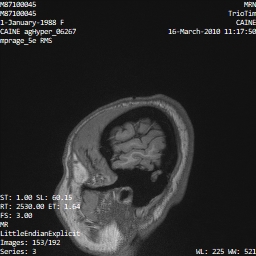 M87100045
MRN
M87100045
TrioTim
1-January-1988 F
CAINE
CAINE agHyper_06267
16-March-2010 11:17:50
mprage_5e RMS
ST: 1.00 SL: 60.15
RT: 2530.00 ET: 1.64
FS: 3.00
MR
LittleEndianExplicit
Images: 153/192
Series: 3
WL: 225 WW: 521